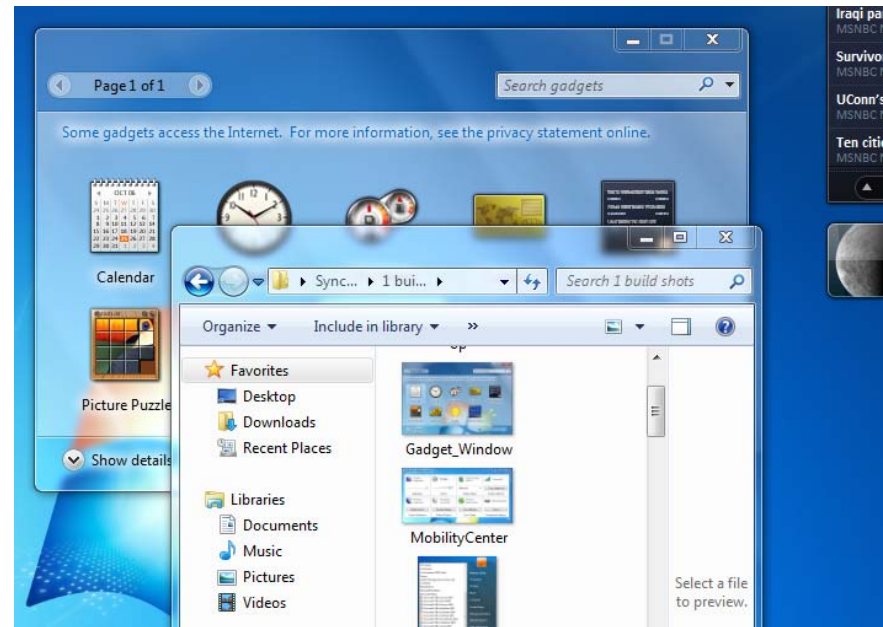 Iraqi pa
MSNBC N
Survivo
MSNBC N
UConn's
MSNBC N
Ten citie
MSNBC N
Page 1 of 1
Search gadgets
Some gadgets access the Internet. For more information, see the privacy statement online.
OCT 06
Calendar
Picture Puzzle
Show details
Sync... 1 bui...
Search 1 build shots
Organize
Include in library
»
Favorites
Desktop
Downloads
Recent Places
Libraries
Documents
Music
Pictures
Videos
Gadget_Window
MobilityCenter
Select a file
to preview.